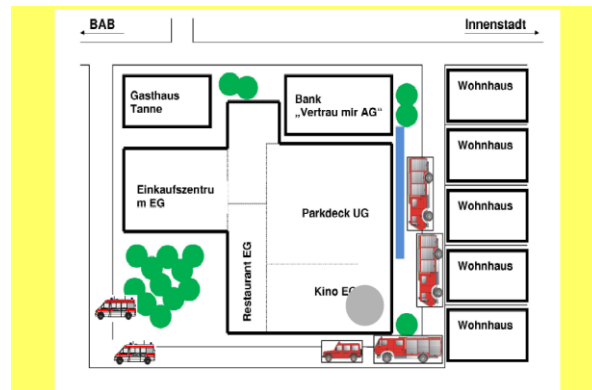 BAB
Innenstadt
Gasthaus
Tanne
Bank
„Vertrau mir AG“
Wohnhaus
Wohnhaus
Einkaufszentru
m EG
Restaurant EG
Parkdeck UG
Wohnhaus
Wohnhaus
Kino EG
Wohnhaus